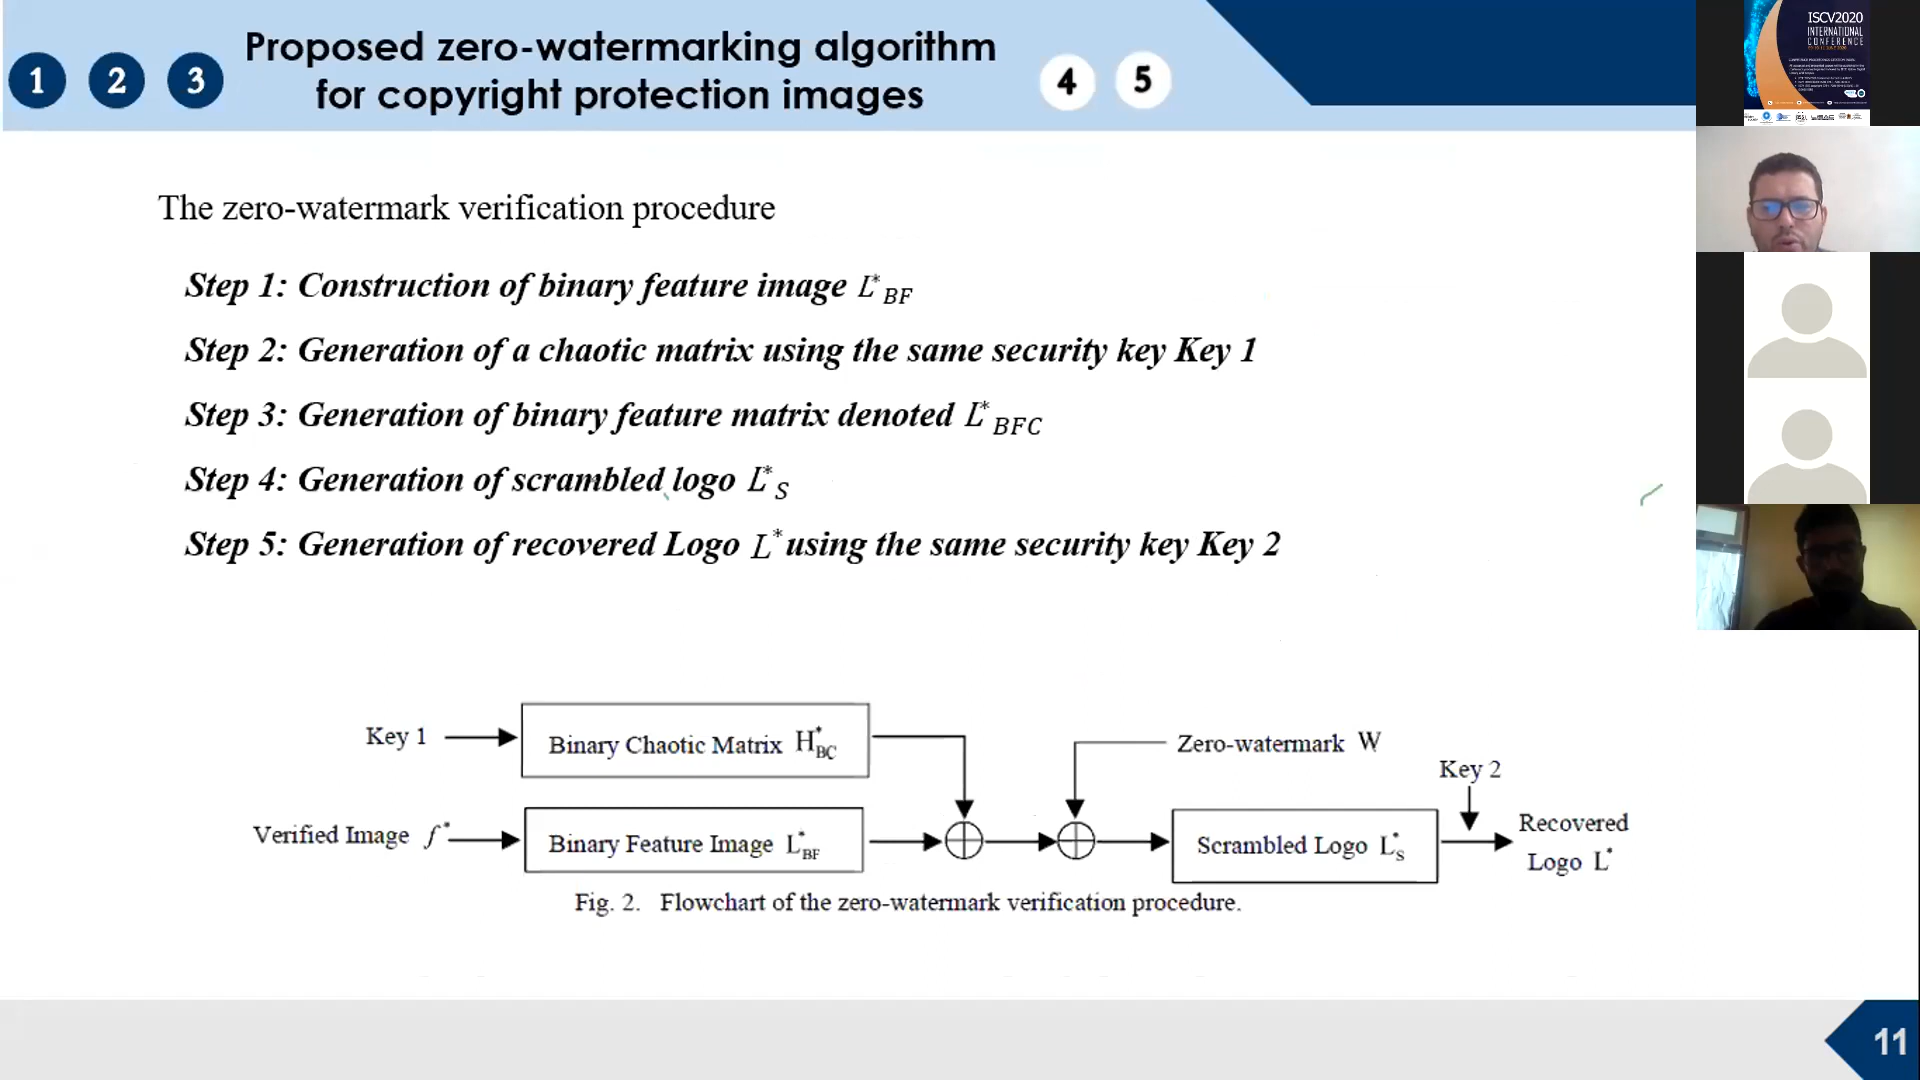 1 2 3
Proposed zero-watermarking algorithm
for copyright protection images
4 5
The zero-watermark verification procedure
Step 1: Construction of binary feature image L*BF
Step 2: Generation of a chaotic matrix using the same security key Key 1
Step 3: Generation of binary feature matrix denoted L*BFC
Step 4: Generation of scrambled logo L*S
Step 5: Generation of recovered Logo L* using the same security key Key 2
Key 1
Binary Chaotic Matrix H*BC
Zero-watermark W
Key 2
Verified Image f*
Binary Feature Image L*BF
Scrambled Logo L*S
Recovered
Logo L*
Fig. 2. Flowchart of the zero-watermark verification procedure.
11
ISCV2020
INTERNATIONAL
CONFERENCE